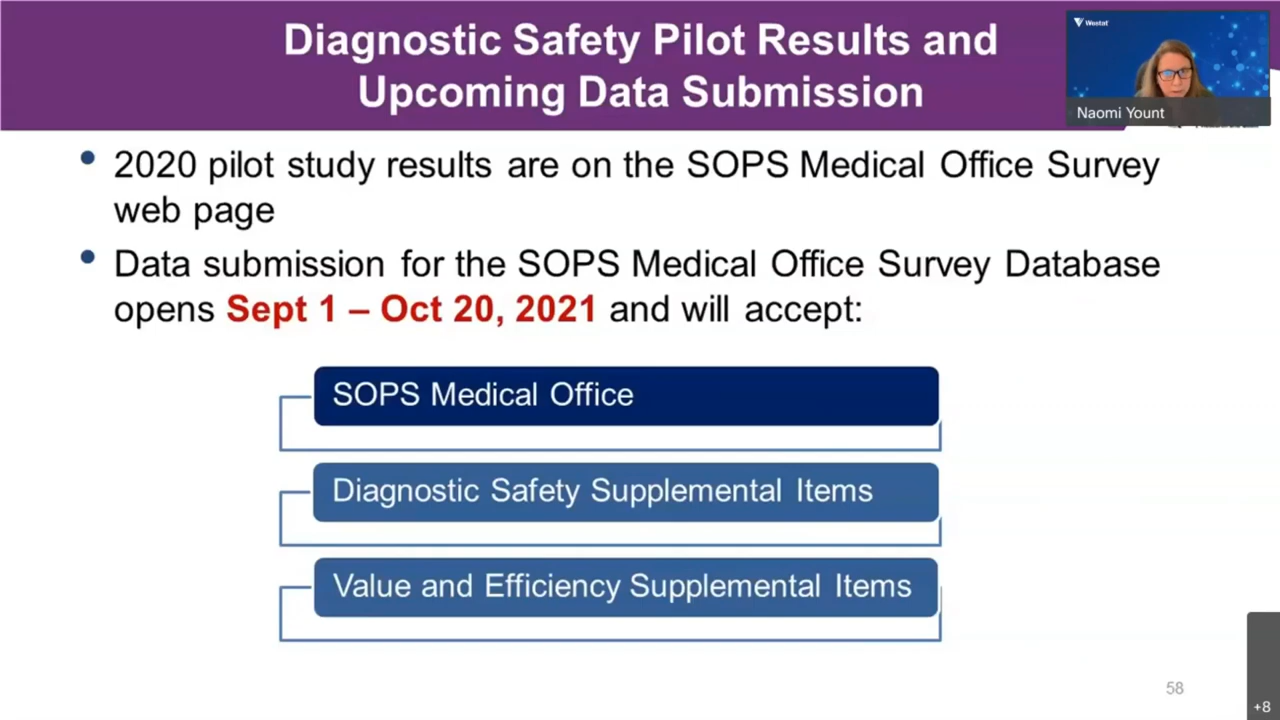 Diagnostic Safety Pilot Results and
Upcoming Data Submission
Westat
Naomi Yount
• 2020 pilot study results are on the SOPS Medical Office Survey
web page
• Data submission for the SOPS Medical Office Survey Database
opens Sept 1 – Oct 20, 2021 and will accept:
SOPS Medical Office
Diagnostic Safety Supplemental Items
Value and Efficiency Supplemental Items
58
+8